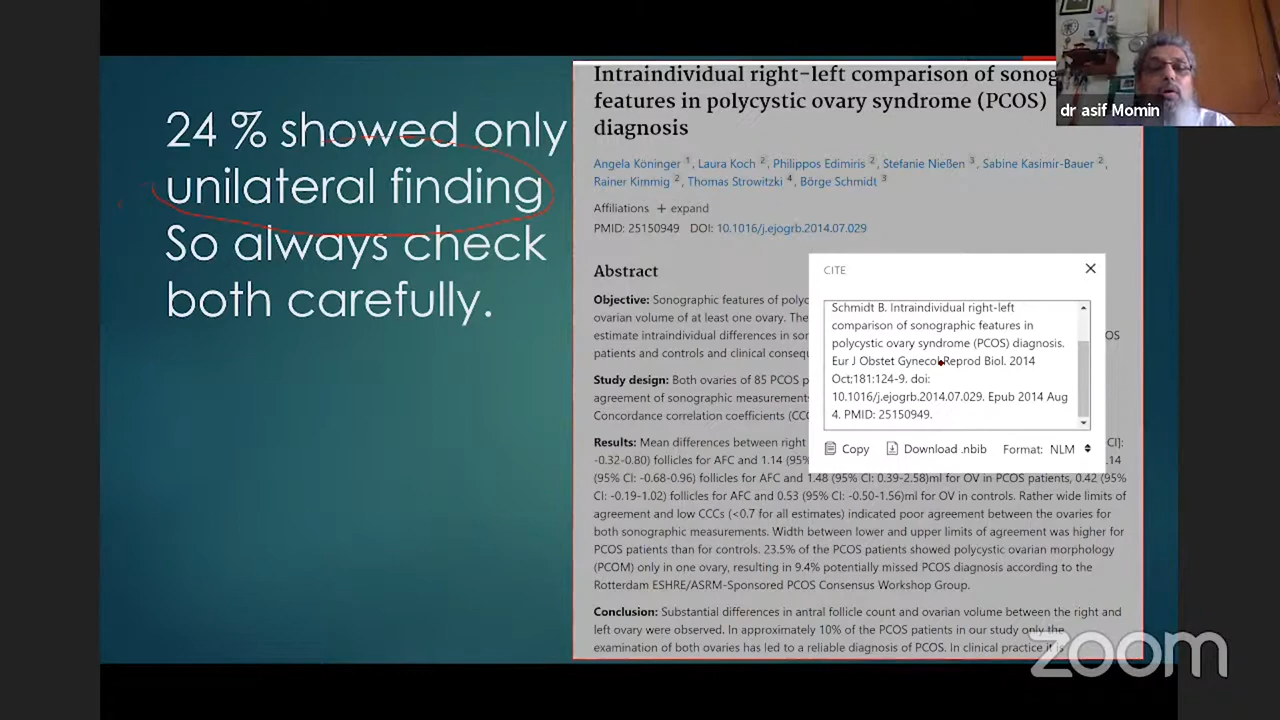 24 % showed only
unilateral finding
So always check
both carefully.
Intraindividual right-left comparison of sonog
features in polycystic ovary syndrome (PCOS)
diagnosis
dr asif Momin
Angela Köninger 1, Laura Koch 2, Philippos Edimiris 2, Stefanie Nießen 3, Sabine Kasimir-Bauer 2,
Rainer Kimmig 2, Thomas Strowitzki 4, Börge Schmidt 3
Affiliations + expand
PMID: 25150949 DOI: 10.1016/j.ejogrb.2014.07.029
Abstract
Objective: Sonographic features of polyc
ovarian volume of at least one ovary. The
estimate intraindividual differences in son OS
patients and controls and clinical consequ
Study design: Both ovaries of 85 PCOS p
agreement of sonographic measurements
Concordance correlation coefficients (CCC
Results: Mean differences between right CI]:
-0.32-0.80) follicles for AFC and 1.14 (95% .14
(95% CI: -0.68-0.96) follicles for AFC and 1.48 (95% CI: 0.39-2.58)ml for OV in PCOS patients, 0.42 (95%
CI: -0.19-1.02) follicles for AFC and 0.53 (95% CI: -0.50-1.56)ml for OV in controls. Rather wide limits of
agreement and low CCCs (<0.7 for all estimates) indicated poor agreement between the ovaries for
both sonographic measurements. Width between lower and upper limits of agreement was higher for
PCOS patients than for controls. 23.5% of the PCOS patients showed polycystic ovarian morphology
(PCOM) only in one ovary, resulting in 9.4% potentially missed PCOS diagnosis according to the
Rotterdam ESHRE/ASRM-Sponsored PCOS Consensus Workshop Group.
Conclusion: Substantial differences in antral follicle count and ovarian volume between the right and
left ovary were observed. In approximately 10% of the PCOS patients in our study only the
examination of both ovaries has led to a reliable diagnosis of PCOS. In clinical practice it is
CITE
Schmidt B. Intraindividual right-left
comparison of sonographic features in
polycystic ovary syndrome (PCOS) diagnosis.
Eur J Obstet Gynecol Reprod Biol. 2014
Oct;181:124-9. doi:
10.1016/j.ejogrb.2014.07.029. Epub 2014 Aug
4. PMID: 25150949.
Copy Download .nbib Format: NLM
zoom